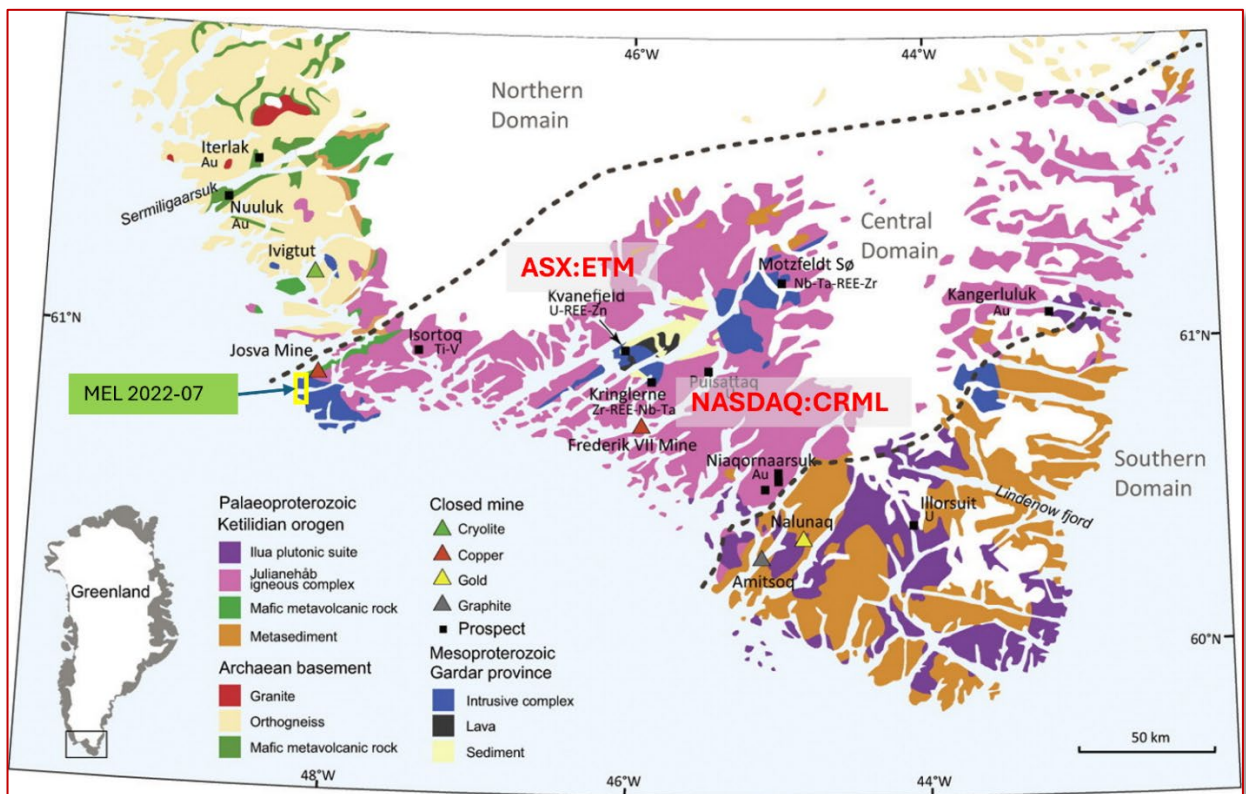 46°W
44°W
Northern
Domain
Iterlak
Au
Sermiligaarsuk
Nuuluk
Au
Ivigtut
Central
Domain
ASX:ETM
Motzfeldt Sø
Nb-Ta-REE-Zr
Kvanefjeld
U-REE-Zn
Kangerluluk
Au
61°N
61°N
Isortoq
Ti-V
Josva Mine
MEL 2022-07
Puisattaq
Kringlerne
Zr-REE-Nb-Ta
NASDAQ:CRML
Frederik VII Mine
Niaqornaarsuk
Au
Southern
Domain
Lindenow fjord
Illorsuit
U
Nalunaq
Amitsoq
60°N
Greenland
Palaeoproterozoic
Ketilidian orogen
Ilua plutonic suite
Julianehåb
igneous complex
Mafic metavolcanic rock
Metasediment
Archaean basement
Granite
Orthogneiss
Mafic metavolcanic rock
Closed mine
Cryolite
Copper
Gold
Graphite
Prospect
Mesoproterozoic
Gardar province
Intrusive complex
Lava
Sediment
50 km
48°W
46°W
44°W